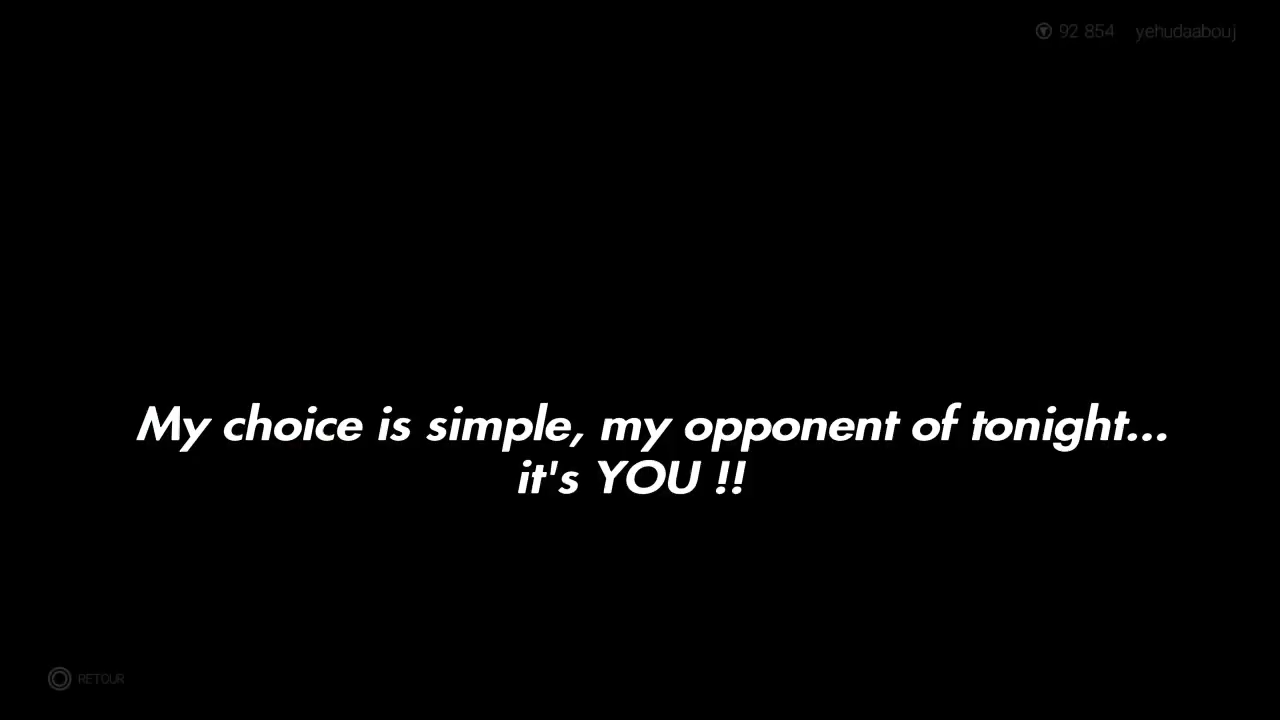 92 854 yehudaabouj
My choice is simple, my opponent of tonight...
it's YOU !!
RETOUR